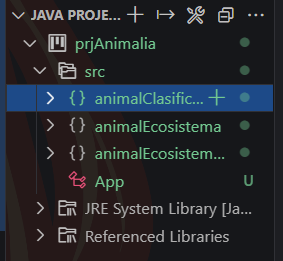 JAVA PROJE...
prjAnimalia
src
{} animalClasific...
{} animalEcosistema
{} animalEcosistem...
App U
JRE System Library [Ja...
Referenced Libraries